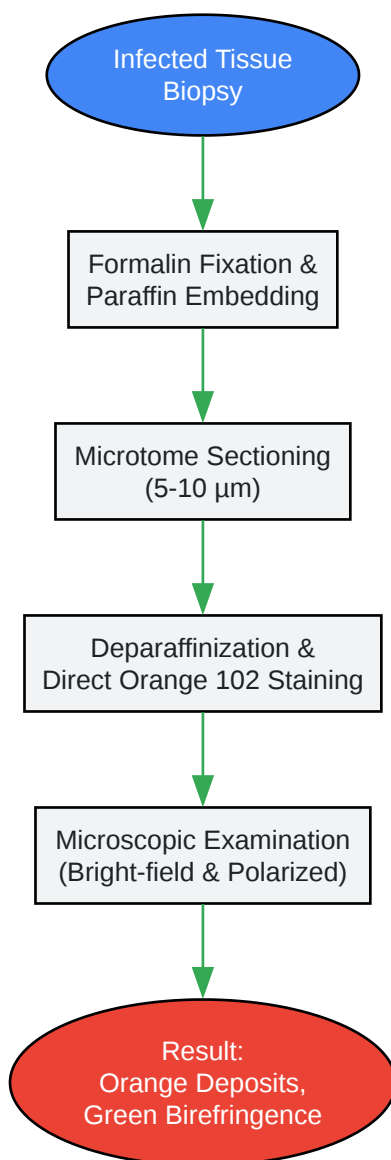 Infected Tissue
Biopsy
Formalin Fixation &
Paraffin Embedding
Microtome Sectioning
(5-10 µm)
Deparaffinization &
Direct Orange 102 Staining
Microscopic Examination
(Bright-field & Polarized)
Result:
Orange Deposits,
Green Birefringence